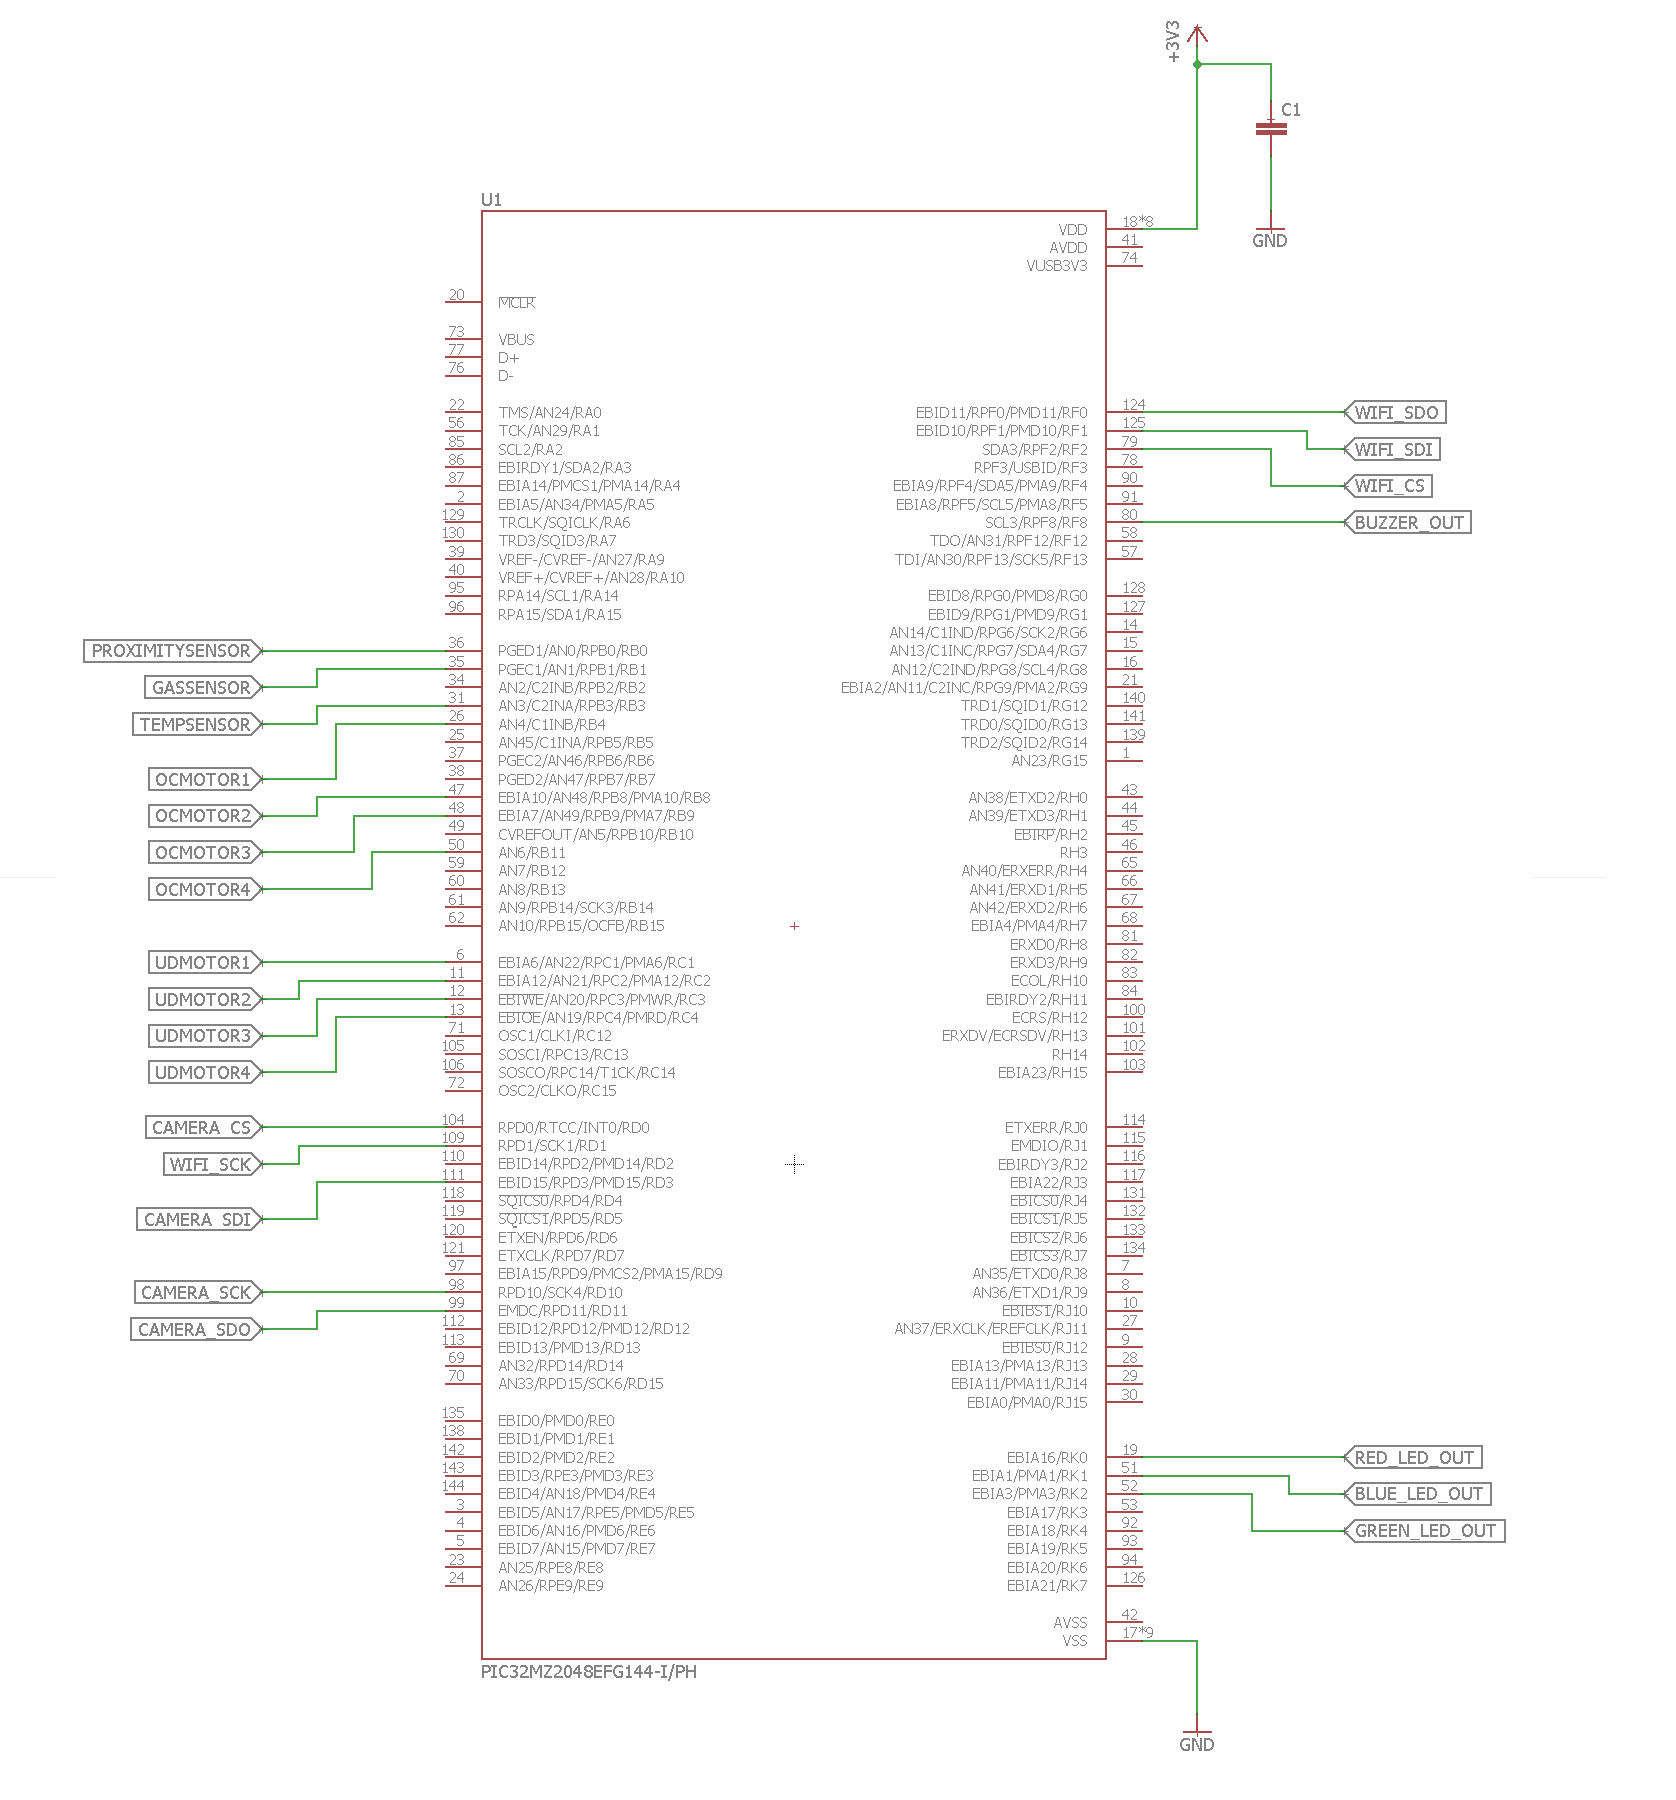 +3V3
C1
GND
U1
18*8 VDD
41 AVDD
74 VUSB3V3
20 MCLR
73 VBUS
77 D+
76 D-
22 TMS/AN24/RA0
56 TCK/AN29/RA1
85 SCL2/RA2
86 EBIRDY1/SDA2/RA3
87 EBIA14/PMCS1/PMA14/RA4
2 EBIA5/AN34/PMA5/RA5
129 TRCLK/SQICLK/RA6
130 TRD3/SQID3/RA7
39 VREF-/CVREF-/AN27/RA9
40 VREF+/CVREF+/AN28/RA10
95 RPA14/SCL1/RA14
96 RPA15/SDA1/RA15
PROXIMITYSENSOR 36 PGED1/AN0/RPB0/RB0
GASSENSOR 35 PGEC1/AN1/RPB1/RB1
34 AN2/C2INB/RPB2/RB2
TEMPSENSOR 31 AN3/C2INA/RPB3/RB3
OCMOTOR1 26 AN4/C1INB/RB4
25 AN45/C1INA/RPB5/RB5
37 PGEC2/AN46/RPB6/RB6
38 PGED2/AN47/RPB7/RB7
OCMOTOR2 47 EBIA10/AN48/RPB8/PMA10/RB8
OCMOTOR3 48 EBIA7/AN49/RPB9/PMA7/RB9
49 CVREFOUT/AN5/RPB10/RB10
OCMOTOR4 50 AN6/RB11
59 AN7/RB12
60 AN8/RB13
61 AN9/RPB14/SCK3/RB14
62 AN10/RPB15/OCFB/RB15
UDMOTOR1 6 EBIA6/AN22/RPC1/PMA6/RC1
UDMOTOR2 11 EBIA12/AN21/RPC2/PMA12/RC2
UDMOTOR3 12 EBIWE/AN20/RPC3/PMWR/RC3
UDMOTOR4 13 EBIOE/AN19/RPC4/PMRD/RC4
71 OSC1/CLKI/RC12
105 SOSCI/RPC13/RC13
106 SOSCO/RPC14/T1CK/RC14
72 OSC2/CLKO/RC15
CAMERA_CS 104 RPD0/RTCC/INT0/RD0
WIFI_SCK 109 RPD1/SCK1/RD1
110 EBID14/RPD2/PMD14/RD2
CAMERA_SDI 111 EBID15/RPD3/PMD15/RD3
118 SQICS0/RPD4/RD4
119 SQICS1/RPD5/RD5
120 ETXEN/RPD6/RD6
121 ETXCLK/RPD7/RD7
97 EBIA15/RPD9/PMCS2/PMA15/RD9
CAMERA_SCK 98 RPD10/SCK4/RD10
CAMERA_SDO 99 EMDC/RPD11/RD11
112 EBID12/RPD12/PMD12/RD12
113 EBID13/PMD13/RD13
69 AN32/RPD14/RD14
70 AN33/RPD15/SCK6/RD15
135 EBID0/PMD0/RE0
138 EBID1/PMD1/RE1
142 EBID2/PMD2/RE2
143 EBID3/RPE3/PMD3/RE3
144 EBID4/AN18/PMD4/RE4
3 EBID5/AN17/RPE5/PMD5/RE5
4 EBID6/AN16/PMD6/RE6
5 EBID7/AN15/PMD7/RE7
23 AN25/RPE8/RE8
24 AN26/RPE9/RE9
EBID11/RPF0/PMD11/RF0 124 WIFI_SDO
EBID10/RPF1/PMD10/RF1 125 WIFI_SDI
SDA3/RPF2/RF2 79 WIFI_CS
RPF3/USBID/RF3 78
EBIA9/RPF4/SDA5/PMA9/RF4 90
EBIA8/RPF5/SCL5/PMA8/RF5 91
SCL3/RPF8/RF8 80 BUZZER_OUT
TDO/AN31/RPF12/RF12 58
TDI/AN30/RPF13/SCK5/RF13 57
EBID8/RPG0/PMD8/RG0 128
EBID9/RPG1/PMD9/RG1 127
AN14/C1IND/RPG6/SCK2/RG6 14
AN13/C1INC/RPG7/SDA4/RG7 15
AN12/C2IND/RPG8/SCL4/RG8 16
EBIA2/AN11/C2INC/RPG9/PMA2/RG9 21
TRD1/SQID1/RG12 140
TRD0/SQID0/RG13 141
TRD2/SQID2/RG14 139
AN23/RG15 1
AN38/ETXD2/RH0 43
AN39/ETXD3/RH1 44
EBIRP/RH2 45
RH3 46
AN40/ERXERR/RH4 65
AN41/ERXD1/RH5 66
AN42/ERXD2/RH6 67
EBIA4/PMA4/RH7 68
ERXD0/RH8 81
ERXD3/RH9 82
ECOL/RH10 83
EBIRDY2/RH11 84
ECRS/RH12 100
ERXDV/ECRSDV/RH13 101
RH14 102
EBIA23/RH15 103
ETXERR/RJ0 114
EMDIO/RJ1 115
EBIRDY3/RJ2 116
EBIA22/RJ3 117
EBICS0/RJ4 131
EBICS1/RJ5 132
EBICS2/RJ6 133
EBICS3/RJ7 134
AN35/ETXD0/RJ8 7
AN36/ETXD1/RJ9 8
EBIBS1/RJ10 10
AN37/ERXCLK/EREFCLK/RJ11 27
EBIBS0/RJ12 9
EBIA13/PMA13/RJ13 28
EBIA11/PMA11/RJ14 29
EBIA0/PMA0/RJ15 30
EBIA16/RK0 19 RED_LED_OUT
EBIA1/PMA1/RK1 51 BLUE_LED_OUT
EBIA3/PMA3/RK2 52 GREEN_LED_OUT
EBIA17/RK3 53
EBIA18/RK4 92
EBIA19/RK5 93
EBIA20/RK6 94
EBIA21/RK7 126
AVSS 42
VSS 17*9
PIC32MZ2048EFG144-I/PH
GND